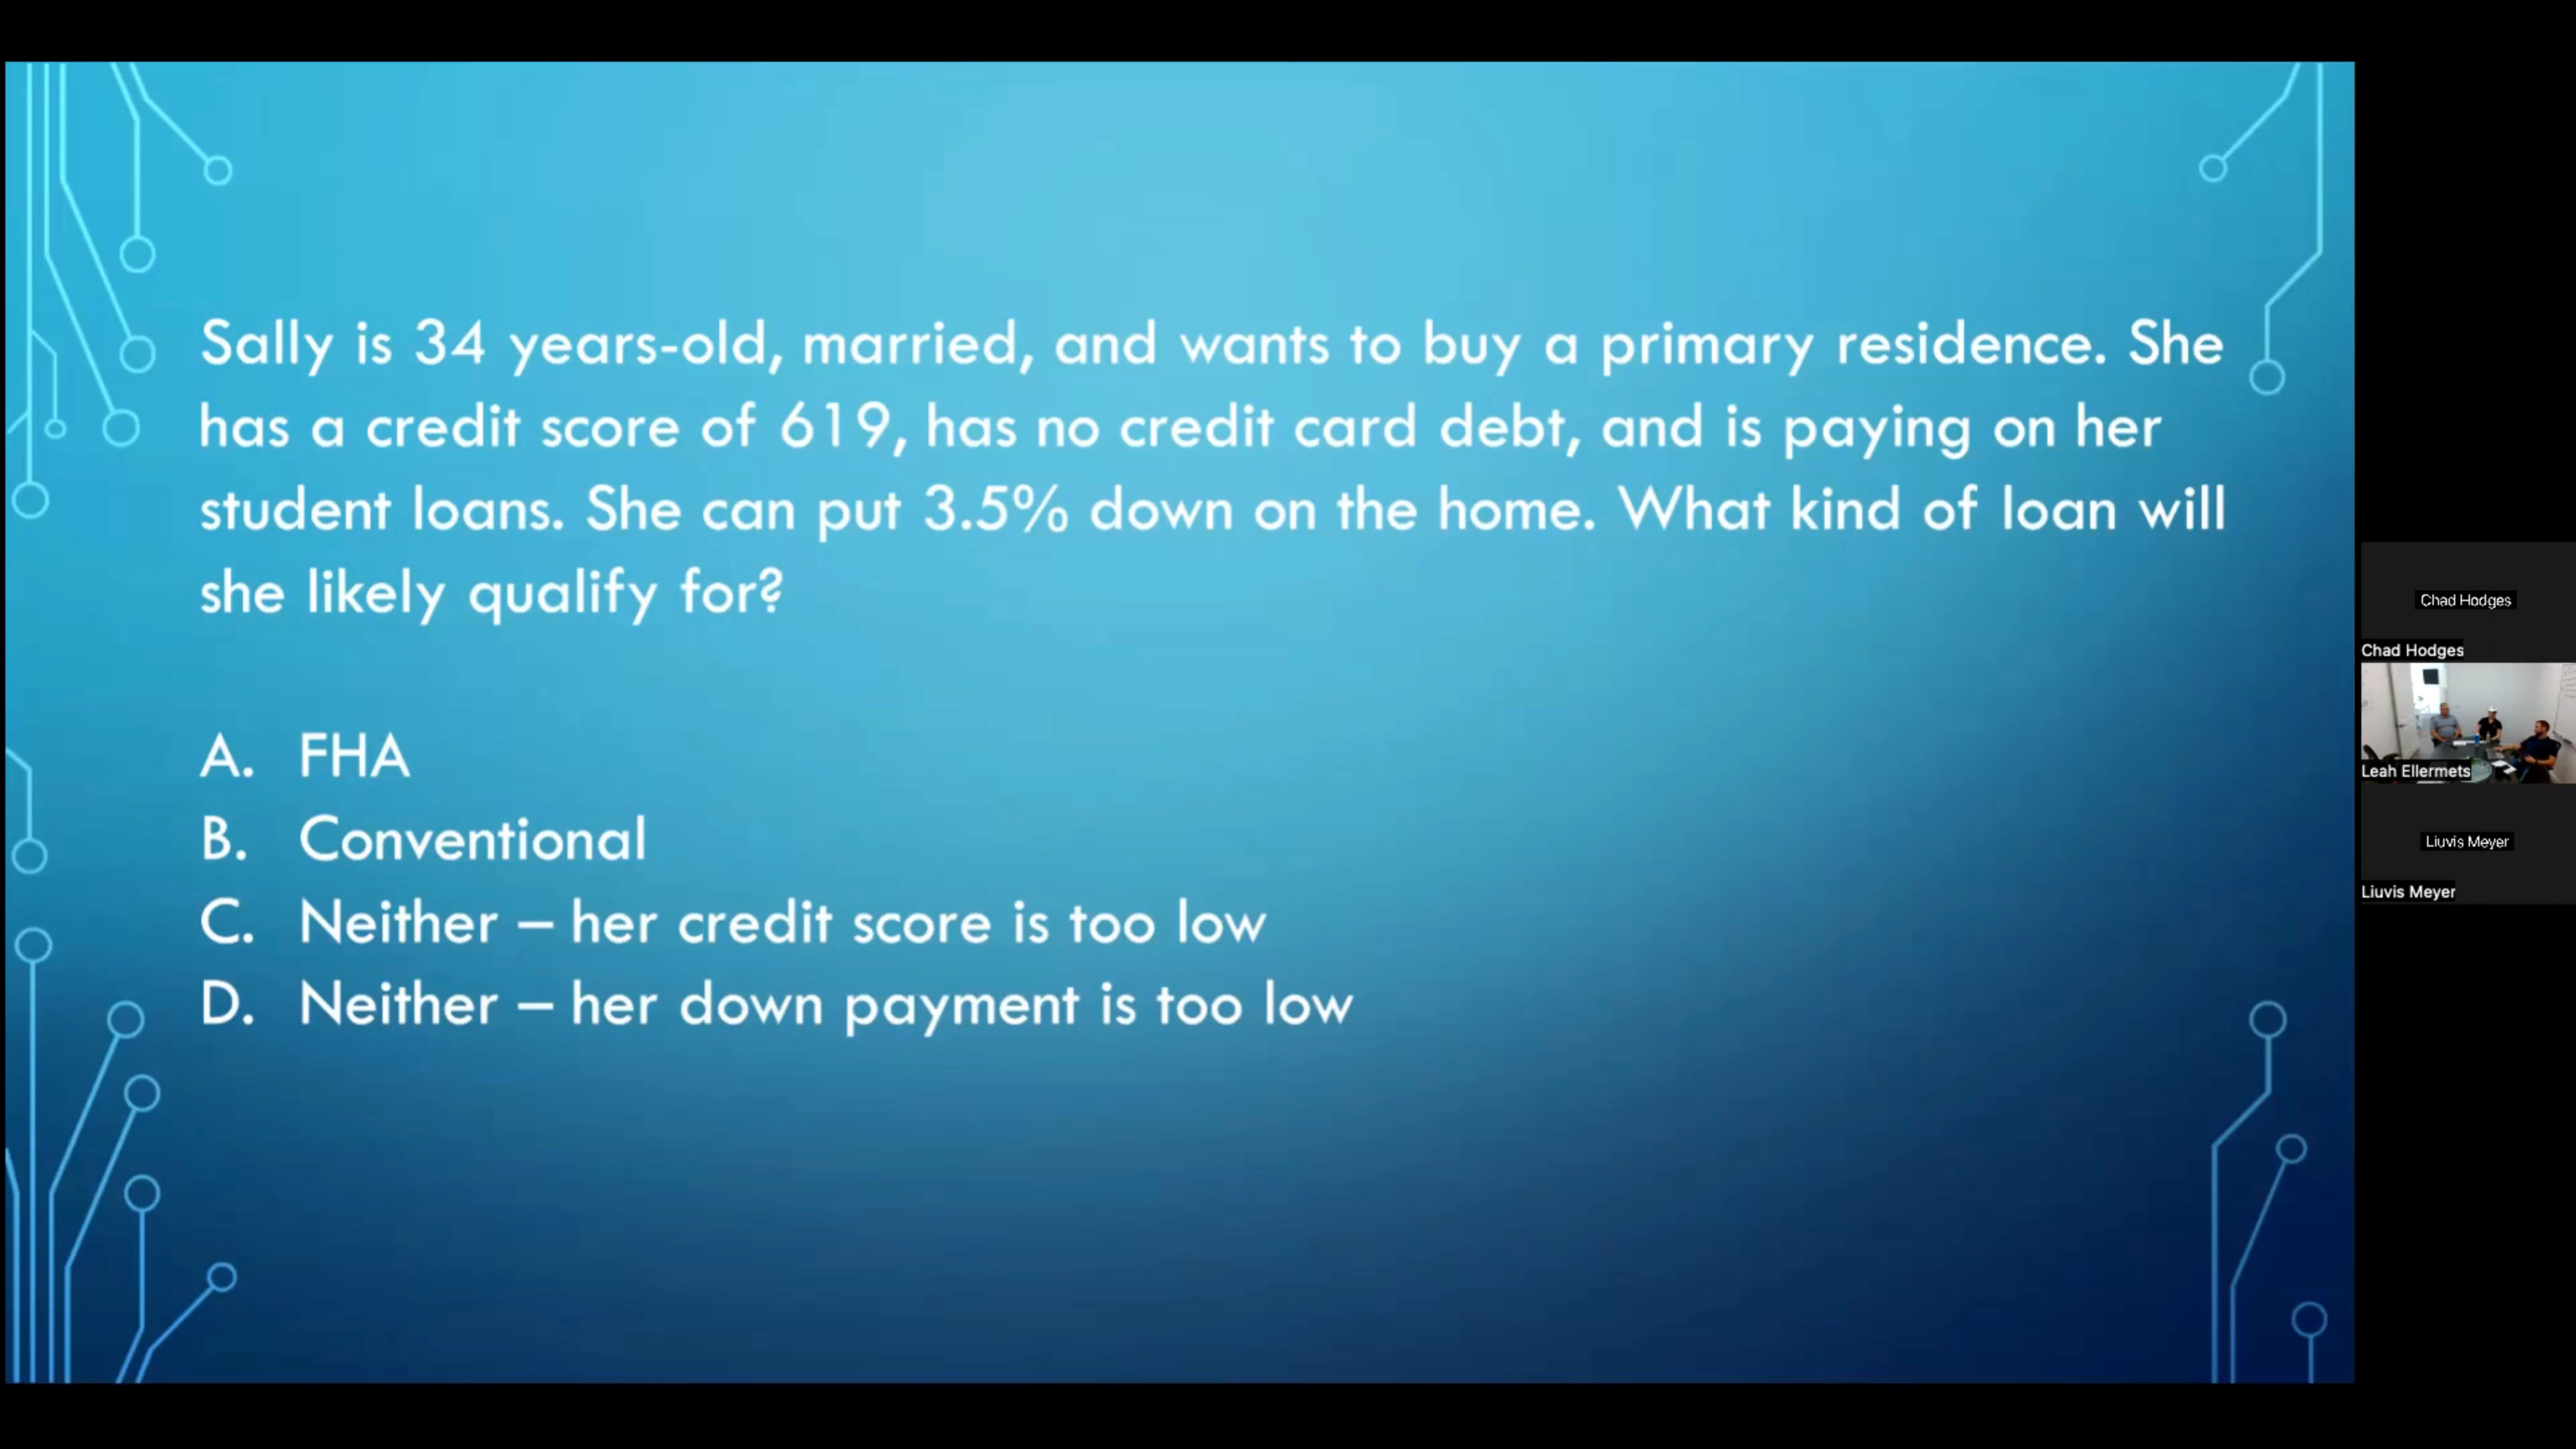 Sally is 34 years-old, married, and wants to buy a primary residence. She
has a credit score of 619, has no credit card debt, and is paying on her
student loans. She can put 3.5% down on the home. What kind of loan will
she likely qualify for?
A. FHA
B. Conventional
C. Neither – her credit score is too low
D. Neither – her down payment is too low
Chad Hodges
Chad Hodges
Leah Ellermets
Liuvis Meyer
Liuvis Meyer